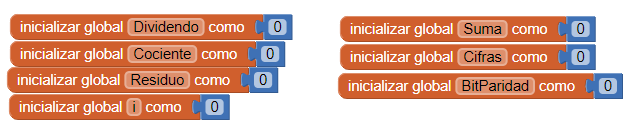 inicializar global Dividendo como 0
inicializar global Cociente como 0
inicializar global Residuo como 0
inicializar global i como 0
inicializar global Suma como 0
inicializar global Cifras como 0
inicializar global BitParidad como 0